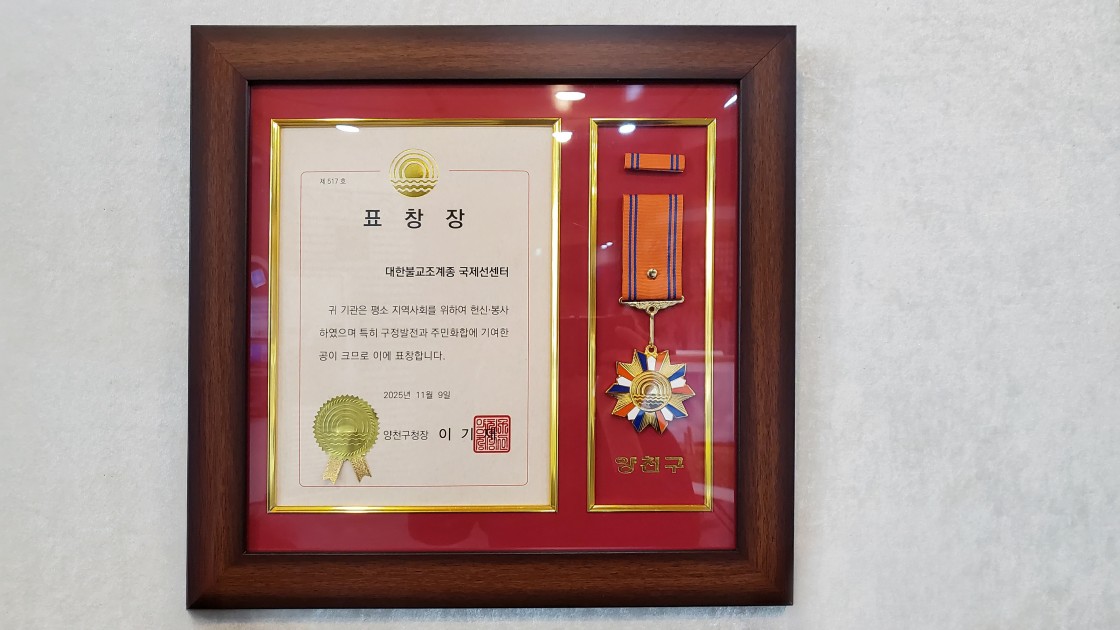 제 517 호
표 창 장
대한불교조계종 국제선센터
귀 기관은 평소 지역사회를 위하여 헌신·봉사
하였으며 특히 구정발전과 주민화합에 기여한
공이 크므로 이에 표창합니다.
2025년 11월 9일
양천구청장 이 기 재
양천구